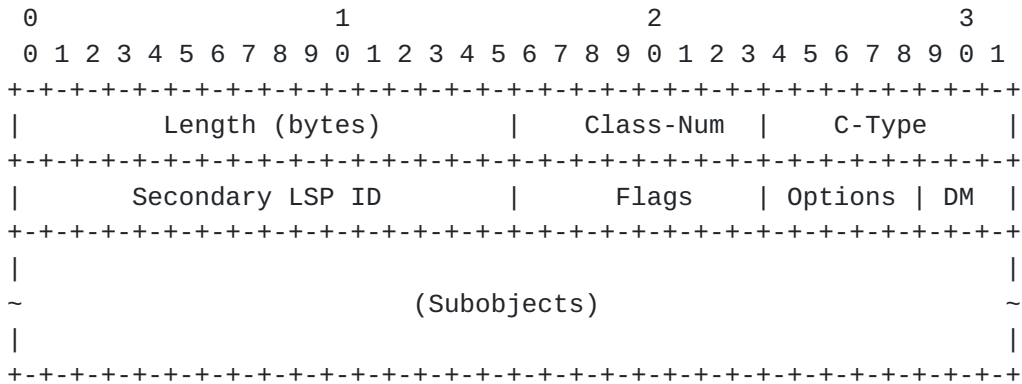 0                   1                   2                   3
 0 1 2 3 4 5 6 7 8 9 0 1 2 3 4 5 6 7 8 9 0 1 2 3 4 5 6 7 8 9 0 1
+-+-+-+-+-+-+-+-+-+-+-+-+-+-+-+-+-+-+-+-+-+-+-+-+-+-+-+-+-+-+-+-+
|         Length (bytes)        |    Class-Num  |    C-Type     |
+-+-+-+-+-+-+-+-+-+-+-+-+-+-+-+-+-+-+-+-+-+-+-+-+-+-+-+-+-+-+-+-+
|       Secondary LSP ID        |      Flags    | Options | DM  |
+-+-+-+-+-+-+-+-+-+-+-+-+-+-+-+-+-+-+-+-+-+-+-+-+-+-+-+-+-+-+-+-+
|                                                               |
~                         (Subobjects)                          ~
|                                                               |
+-+-+-+-+-+-+-+-+-+-+-+-+-+-+-+-+-+-+-+-+-+-+-+-+-+-+-+-+-+-+-+-+